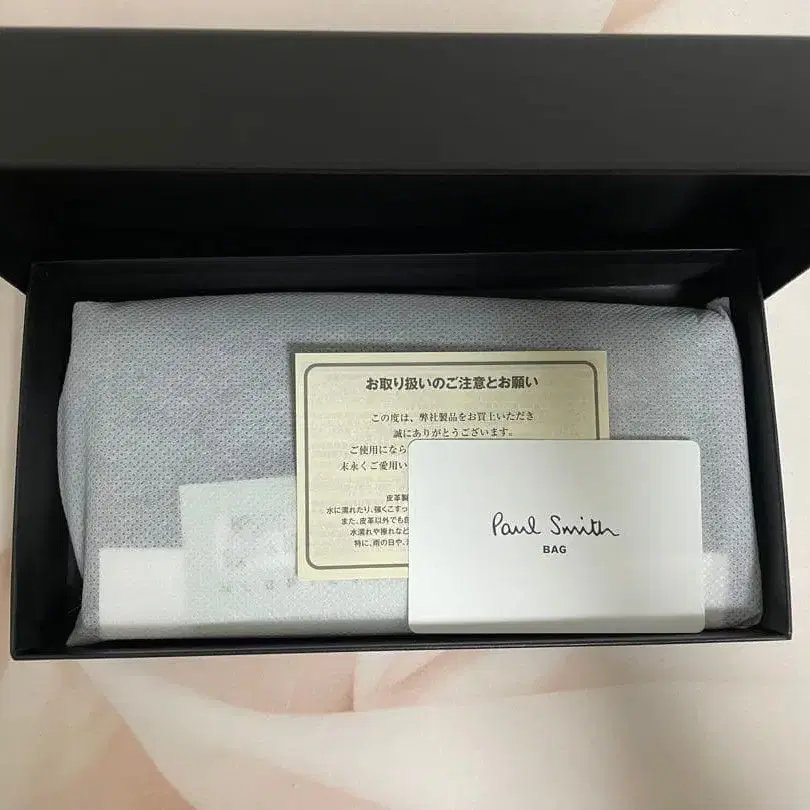 お取り扱いのご注意とお願い
この度は、弊社製品をお買上いただき
誠にありがとうございます。
ご使用になら
末永くご愛用い
皮革製
水に濡れたり、強くこすっ
また、皮革以外でも色
水濡れや擦れなど
特に、雨の日や、
Paul Smith
BAG